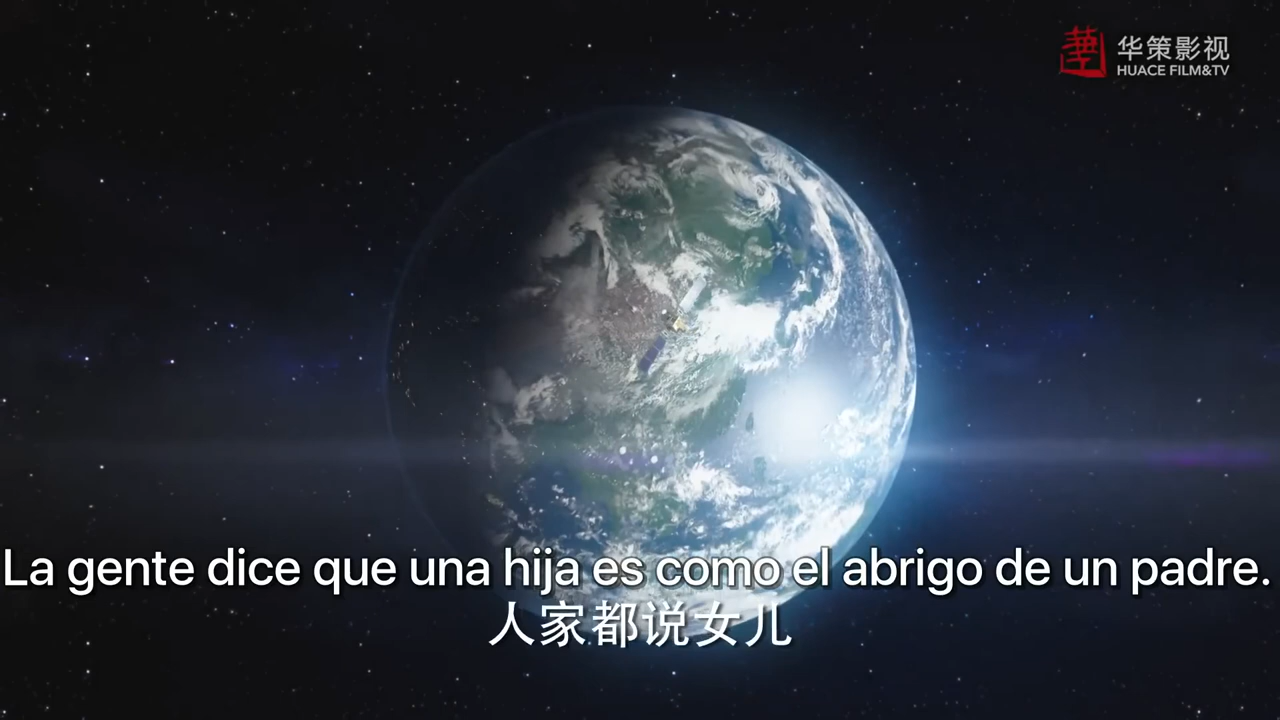 華
华策影视
HUACE FILM&TV
La gente dice que una hija es como el abrigo de un padre.
人家都说女儿